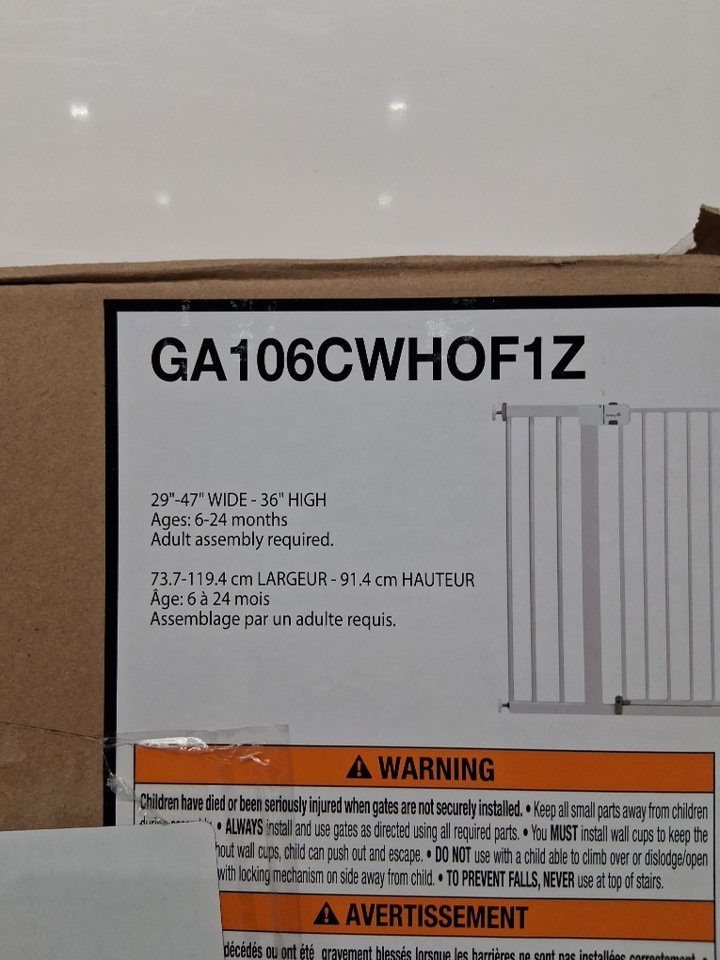 GA106CWHOF1Z
29"-47" WIDE - 36" HIGH
Ages: 6-24 months
Adult assembly required.
73.7-119.4 cm LARGEUR - 91.4 cm HAUTEUR
Âge: 6 à 24 mois
Assemblage par un adulte requis.
WARNING
Children have died or been seriously injured when gates are not securely installed. • Keep all small parts away from children
• ALWAYS install and use gates as directed using all required parts. • You MUST install wall cups to keep the
wall cups, child can push out and escape. • DO NOT use with a child able to climb over or dislodge/open
with locking mechanism on side away from child. • TO PREVENT FALLS, NEVER use at top of stairs.
AVERTISSEMENT
décédés ou ont été gravement blessés lorsque les barrières ne sont pas installées correctement. •